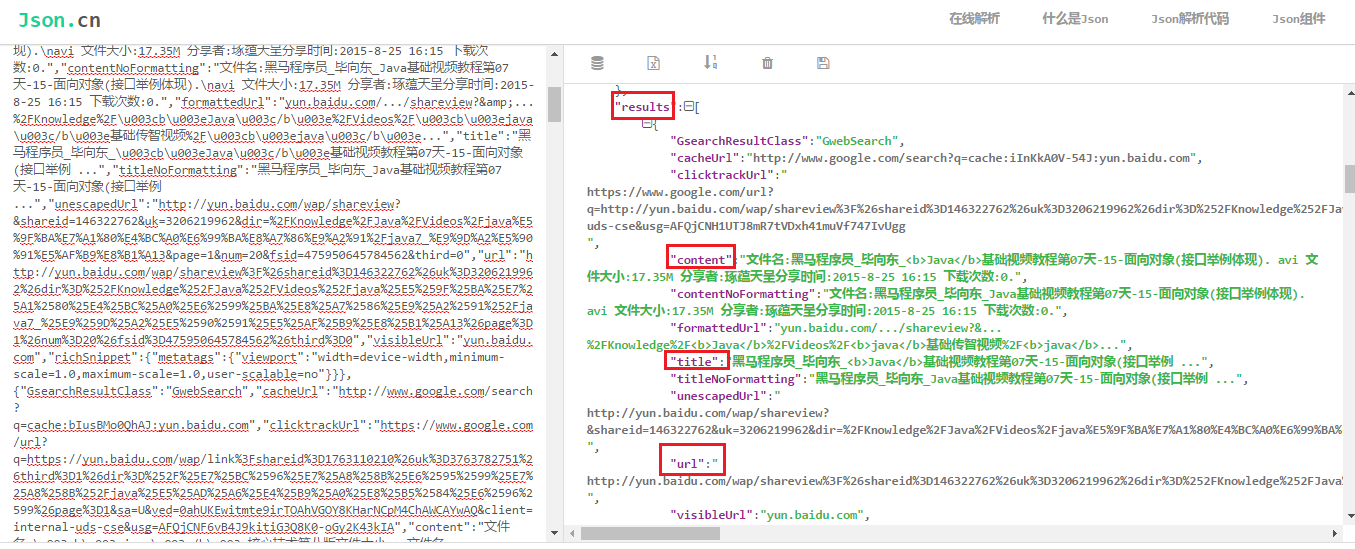 Json.cn
在线解析 什么是Json Json解析代码 Json组件
现).\navi 文件大小:17.35M 分享者:琢蕴天呈分享时间:2015-8-25 16:15 下载次
数:0.","contentNoFormatting":"文件名:黑马程序员_毕向东_Java基础视频教程第07
天-15-面向对象(接口举例体现).\navi 文件大小:17.35M 分享者:琢蕴天呈分享时间:2015-
8-25 16:15 下载次数:0.","formattedUrl":"yun.baidu.com/.../shareview?&amp;...
%2FKnowledge%2F\u003cb\u003eJava\u003c/b\u003e%2FVideos%2F\u003cb\u003ejava
\u003c/b\u003e基础传智视频%2F\u003cb\u003ejava\u003c/b\u003e...","title":"黑
马程序员_毕向东_\u003cb\u003eJava\u003c/b\u003e基础视频教程第07天-15-面向对象
(接口举例 ...","titleNoFormatting":"黑马程序员_毕向东_Java基础视频教程第07
天-15-面向对象(接口举例
...","unescapedUrl":"http://yun.baidu.com/wap/shareview?
&shareid=146322762&uk=3206219962&dir=%2FKnowledge%2FJava%2FVideos%2Fjava%E5
%9F%BA%E7%A1%80%E4%BC%A0%E6%99%BA%E8%A7%86%E9%A2%91%2Fjava7_%E9%9D%A2%E5%90
%91%E5%AF%B9%E8%B1%A13&page=1&num=20&fsid=475950645784562&third=0","url":"h
ttp://yun.baidu.com/wap/shareview%3F%26shareid%3D146322762%26uk%3D320621996
2%26dir%3D%252FKnowledge%252FJava%252FVideos%252Fjava%25E5%259F%25BA%25E7%2
5A1%2580%25E4%25BC%25A0%25E6%2599%25BA%25E8%25A7%2586%25E9%25A2%2591%252Fja
va7_%25E9%259D%25A2%25E5%2590%2591%25E5%25AF%25B9%25E8%25B1%25A13%26page%3D
1%26num%3D20%26fsid%3D475950645784562%26third%3D0","visibleUrl":"yun.baidu.
com","richSnippet":{"metatags":{"viewport":"width=device-width,minimum-
scale=1.0,maximum-scale=1.0,user-scalable=no"}}},
{"GsearchResultClass":"GwebSearch","cacheUrl":"http://www.google.com/search
?
q=cache:bIusBMo0QhAJ:yun.baidu.com","clicktrackUrl":"https://www.google.com
/url?
q=https://yun.baidu.com/wap/link%3Fshareid%3D1763110210%26uk%3D3763782751%2
6third%3D1%26dir%3D%252F%25E7%25BC%2596%25E7%25A8%258B%25E6%2595%2599%25E7%
25A8%258B%252Fjava%25E5%25AD%25A6%25E4%25B9%25A0%25E8%25B5%2584%25E6%2596%2
599%26page%3D1&sa=U&ved=0ahUKEwitmte9irTOAhVGOY8KHarNCpM4ChAWCAYwAQ&client=
internal-uds-cse&usg=AFQjCNF6vB4J9kitiG3Q8K0-oGy2K43kIA","content":"文件
},
"results":[
{
"GsearchResultClass":"GwebSearch",
"cacheUrl":"http://www.google.com/search?q=cache:iInKkA0V-54J:yun.baidu.com",
"clicktrackUrl":"
https://www.google.com/url?
q=http://yun.baidu.com/wap/shareview%3F%26shareid%3D146322762%26uk%3D3206219962%26dir%3D%252FKnowledge%252FJav
uds-cse&usg=AFQjCNH1UTJ8mR7tVDxh41muVf747IvUgg
",
"content":"文件名:黑马程序员_毕向东_<b>Java</b>基础视频教程第07天-15-面向对象(接口举例体现). avi 文
件大小:17.35M 分享者:琢蕴天呈分享时间:2015-8-25 16:15 下载次数:0.",
"contentNoFormatting":"文件名:黑马程序员_毕向东_Java基础视频教程第07天-15-面向对象(接口举例体现).
avi 文件大小:17.35M 分享者:琢蕴天呈分享时间:2015-8-25 16:15 下载次数:0.",
"formattedUrl":"yun.baidu.com/.../shareview?&...
%2FKnowledge%2F<b>Java</b>%2FVideos%2F<b>java</b>基础传智视频%2F<b>java</b>...",
"title":"黑马程序员_毕向东_<b>Java</b>基础视频教程第07天-15-面向对象(接口举例 ...",
"titleNoFormatting":"黑马程序员_毕向东_Java基础视频教程第07天-15-面向对象(接口举例 ...",
"unescapedUrl":"
http://yun.baidu.com/wap/shareview?
&shareid=146322762&uk=3206219962&dir=%2FKnowledge%2FJava%2FVideos%2Fjava%E5%9F%BA%E7%A1%80%E4%BC%A0%E6%99%BA%
",
"url":"
http://yun.baidu.com/wap/shareview%3F%26shareid%3D146322762%26uk%3D3206219962%26dir%3D%252FKnowledge%252FJava
",
"visibleUrl":"yun.baidu.com",